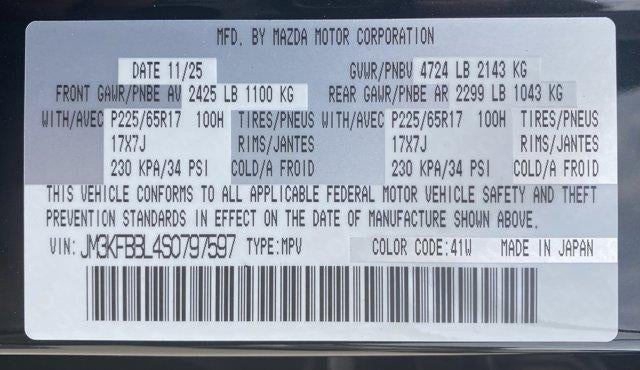 MFD. BY MAZDA MOTOR CORPORATION
DATE 11/25 GVWR/PNBV 4724 LB 2143 KG
FRONT GAWR/PNBE AV 2425 LB 1100 KG REAR GAWR/PNBE AR 2299 LB 1043 KG
WITH/AVEC P225/65R17 100H TIRES/PNEUS WITH/AVEC P225/65R17 100H TIRES/PNEUS
17X7J RIMS/JANTES 17X7J RIMS/JANTES
230 KPA/34 PSI COLD/A FROID 230 KPA/34 PSI COLD/A FROID
THIS VEHICLE CONFORMS TO ALL APPLICABLE FEDERAL MOTOR VEHICLE SAFETY AND THEFT
PREVENTION STANDARDS IN EFFECT ON THE DATE OF MANUFACTURE SHOWN ABOVE.
VIN: JM3KFBBL4S0797597 TYPE:MPV COLOR CODE:41W MADE IN JAPAN